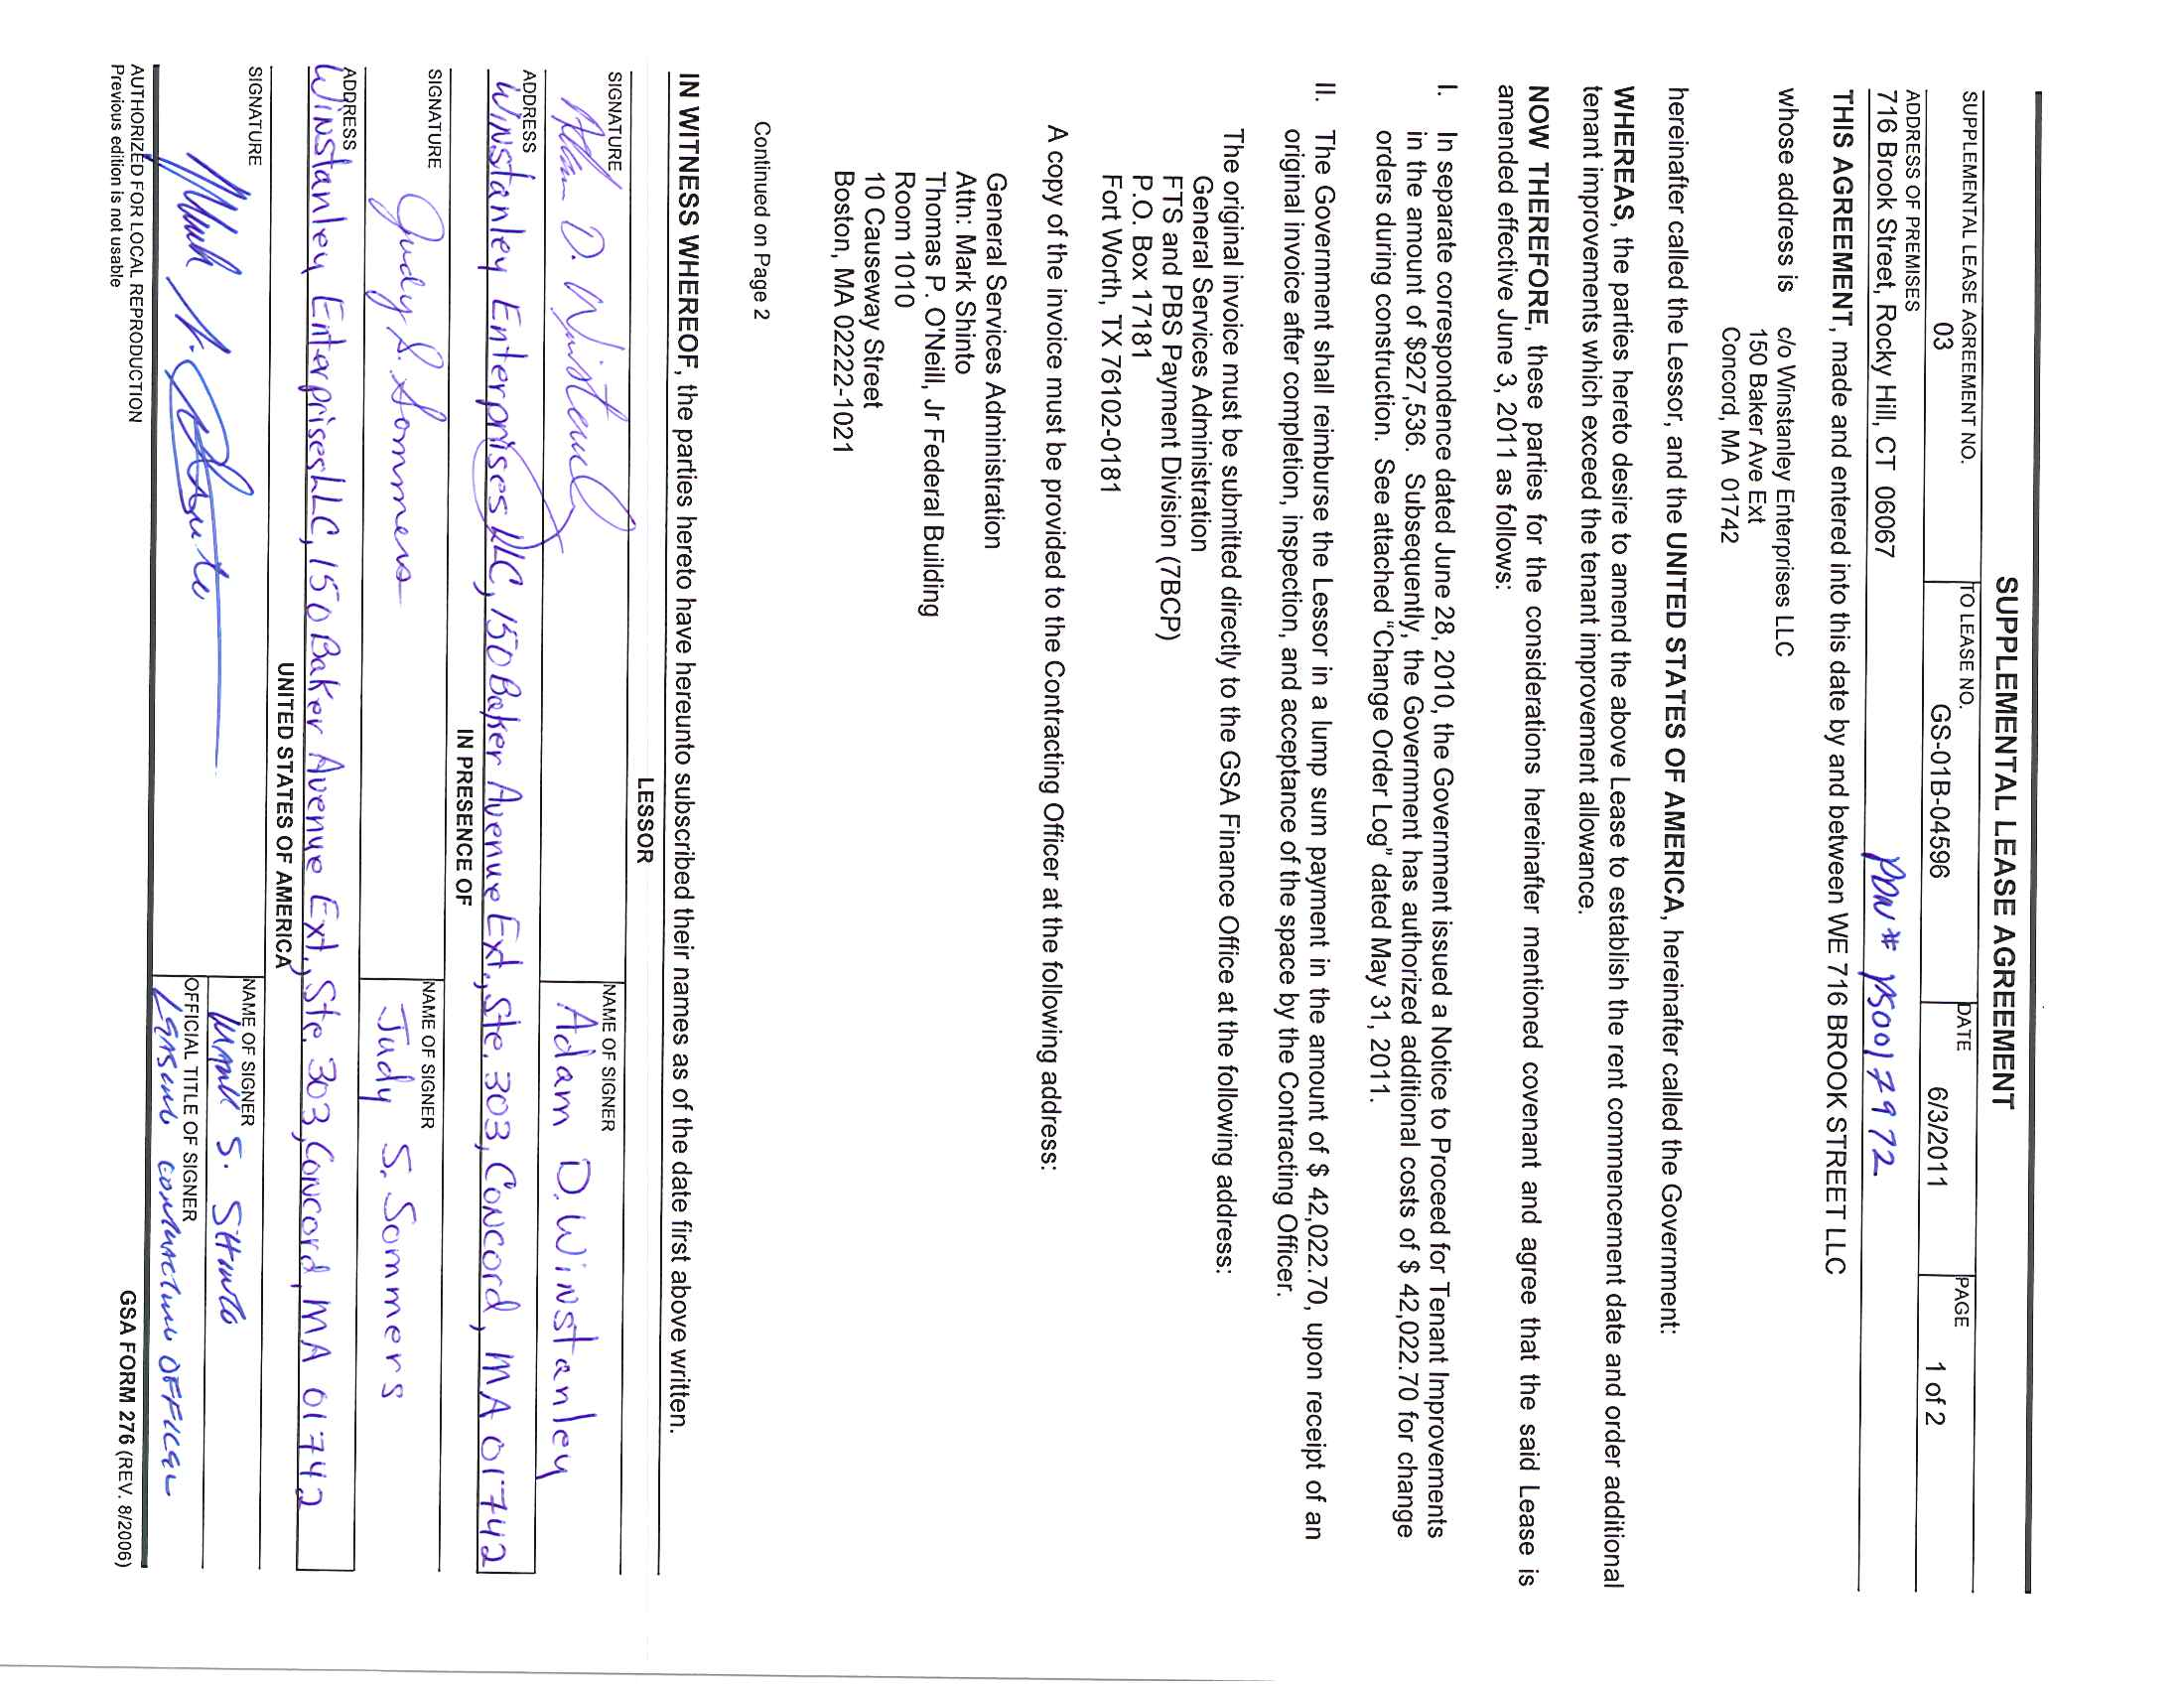 SUPPLEMENTAL LEASE AGREEMENT
SUPPLEMENTAL LEASE AGREEMENT NO.
03
TO LEASE NO.
GS-01B-04596
DATE
6/3/2011
PAGE
1 of 2
ADDRESS OF PREMISES
716 Brook Street, Rocky Hill, CT 06067
PDN # PS0017972
THIS AGREEMENT, made and entered into this date by and between WE 716 BROOK STREET LLC
whose address is c/o Winstanley Enterprises LLC
150 Baker Ave Ext
Concord, MA 01742
hereinafter called the Lessor, and the UNITED STATES OF AMERICA, hereinafter called the Government:
WHEREAS, the parties hereto desire to amend the above Lease to establish the rent commencement date and order additional
tenant improvements which exceed the tenant improvement allowance.
NOW THEREFORE, these parties for the considerations hereinafter mentioned covenant and agree that the said Lease is
amended effective June 3, 2011 as follows:
I. In separate correspondence dated June 28, 2010, the Government issued a Notice to Proceed for Tenant Improvements
in the amount of $927,536. Subsequently, the Government has authorized additional costs of $ 42,022.70 for change
orders during construction. See attached "Change Order Log" dated May 31, 2011.
II. The Government shall reimburse the Lessor in a lump sum payment in the amount of $ 42,022.70, upon receipt of an
original invoice after completion, inspection, and acceptance of the space by the Contracting Officer.
The original invoice must be submitted directly to the GSA Finance Office at the following address:
General Services Administration
FTS and PBS Payment Division (7BCP)
P.O. Box 17181
Fort Worth, TX 76102-0181
A copy of the invoice must be provided to the Contracting Officer at the following address:
General Services Administration
Attn: Mark Shinto
Thomas P. O'Neill, Jr Federal Building
Room 1010
10 Causeway Street
Boston, MA 02222-1021
Continued on Page 2
IN WITNESS WHEREOF, the parties hereto have hereunto subscribed their names as of the date first above written.
LESSOR
SIGNATURE
Adam D. Winstanley
NAME OF SIGNER
Adam D. Winstanley
ADDRESS
Winstanley Enterprises LLC, 150 Baker Avenue Ext., Ste. 303, Concord, MA 01742
IN PRESENCE OF
SIGNATURE
Judy S. Sommers
NAME OF SIGNER
Judy S. Sommers
ADDRESS
Winstanley Enterprises LLC, 150 Baker Avenue Ext., Ste. 303, Concord, MA 01742
UNITED STATES OF AMERICA
SIGNATURE
NAME OF SIGNER
Mark S. Shinto
OFFICIAL TITLE OF SIGNER
Leasing Contracting Officer
AUTHORIZED FOR LOCAL REPRODUCTION
Previous edition is not usable
GSA FORM 276 (REV. 8/2006)